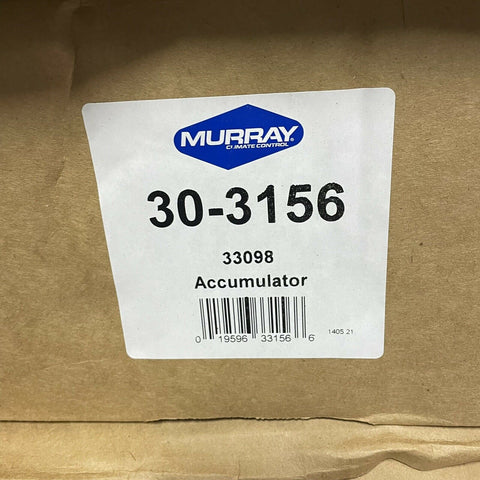 MURRAY
CLIMATE CONTROL
30-3156
33098
Accumulator
0 19596 33156 6
1405 21